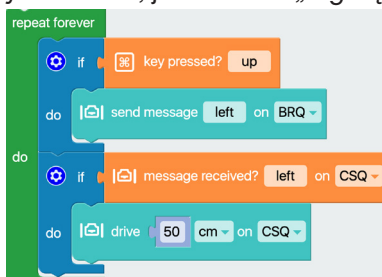 repeat forever
if ⌘ key pressed? up
do send message left on BRQ
do
if message received? left on CSQ
do drive 50 cm on CSQ